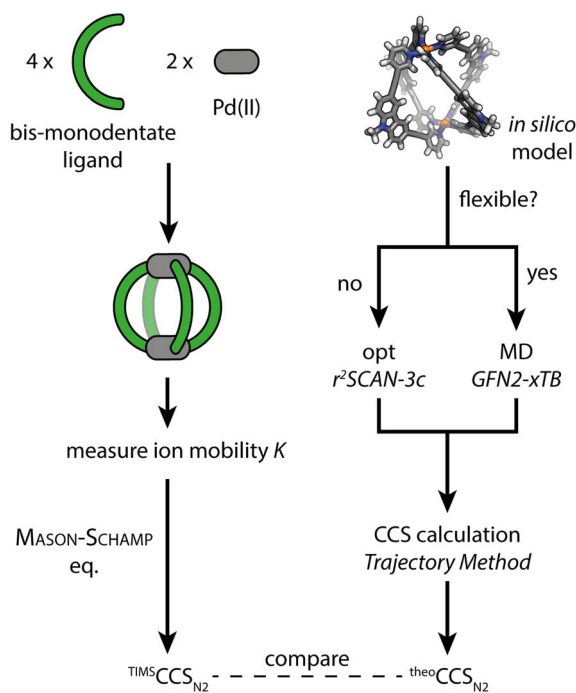 4 x
2 x
Pd(II)
bis-monodentate
ligand
measure ion mobility K
MASON-SCHAMP
eq.
TIMSCCSN2
in silico
model
flexible?
no
yes
opt
r²SCAN-3c
MD
GFN2-xTB
CCS calculation
Trajectory Method
compare
theoCCSN2